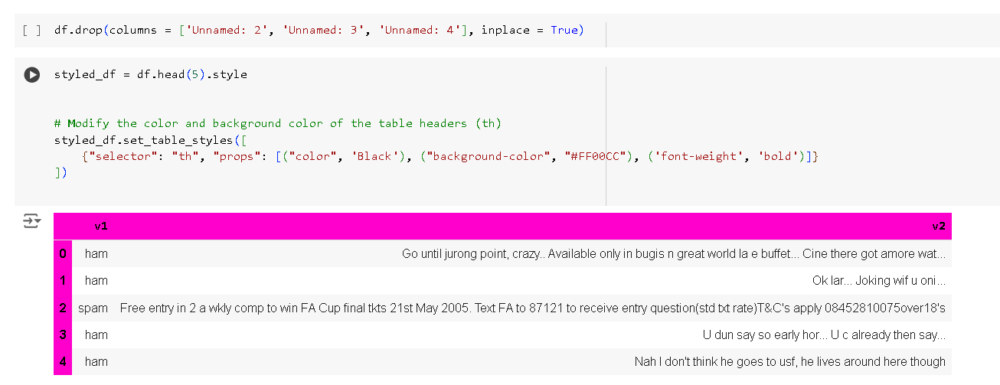 [ ] df.drop(columns = ['Unnamed: 2', 'Unnamed: 3', 'Unnamed: 4'], inplace = True)
styled_df = df.head(5).style
# Modify the color and background color of the table headers (th)
styled_df.set_table_styles([
{"selector": "th", "props": [("color", 'Black'), ("background-color", "#FF00CC"), ('font-weight', 'bold')]}
])
v1 v2
0 ham Go until jurong point, crazy.. Available only in bugis n great world la e buffet... Cine there got amore wat...
1 ham Ok lar... Joking wif u oni...
2 spam Free entry in 2 a wkly comp to win FA Cup final tkts 21st May 2005. Text FA to 87121 to receive entry question(std txt rate)T&C's apply 08452810075over18's
3 ham U dun say so early hor... U c already then say...
4 ham Nah I don't think he goes to usf, he lives around here though